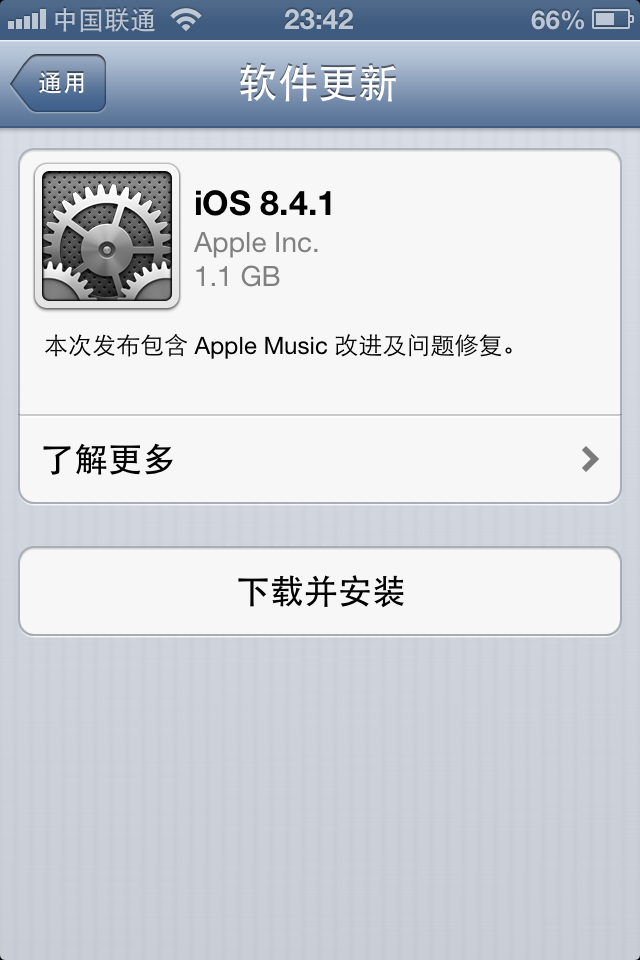 中国联通 23:42 66%
通用 软件更新
iOS 8.4.1
Apple Inc.
1.1 GB
本次发布包含 Apple Music 改进及问题修复。
了解更多
下载并安装